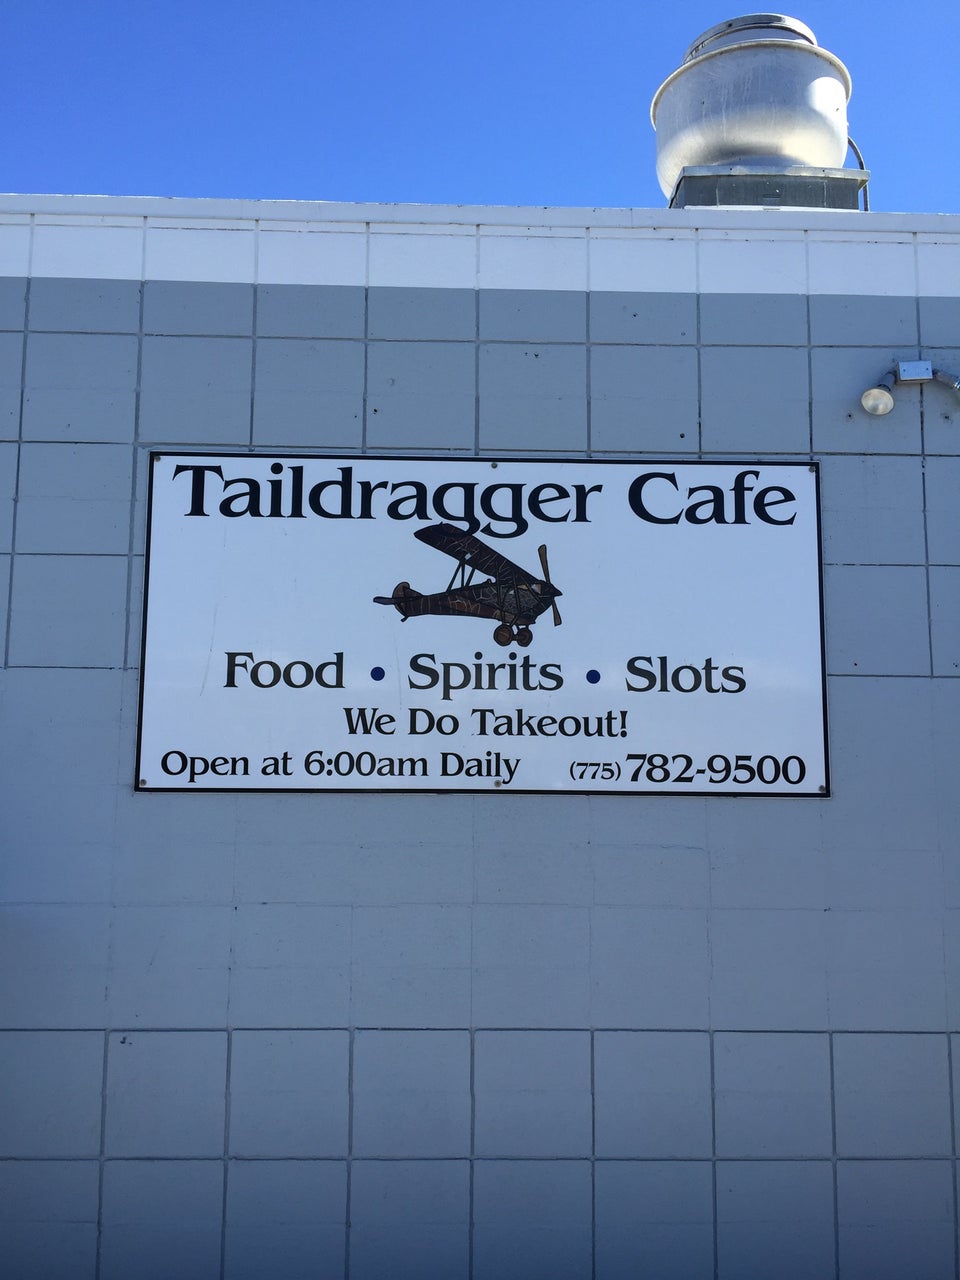 Taildragger Cafe
Food • Spirits • Slots
We Do Takeout!
Open at 6:00am Daily (775) 782-9500